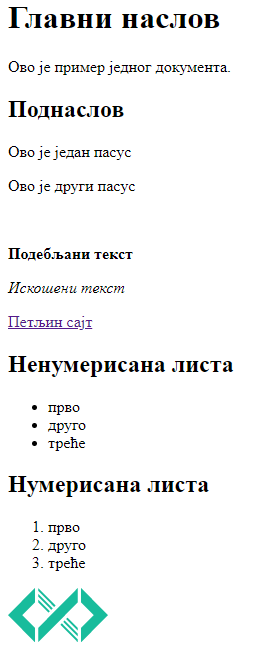 Главни наслов
Ово је пример једног документа.
Поднаслов
Ово је један пасус
Ово је други пасус
Подебљани текст
Искошени текст
Петљин сајт
Ненумерисана листа
• прво
• друго
• треће
Нумерисана листа
1. прво
2. друго
3. треће